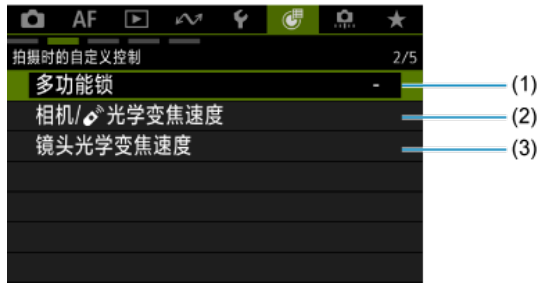 AF
拍摄时的自定义控制 2/5
多功能锁 - (1)
相机/光学变焦速度 (2)
镜头光学变焦速度 (3)